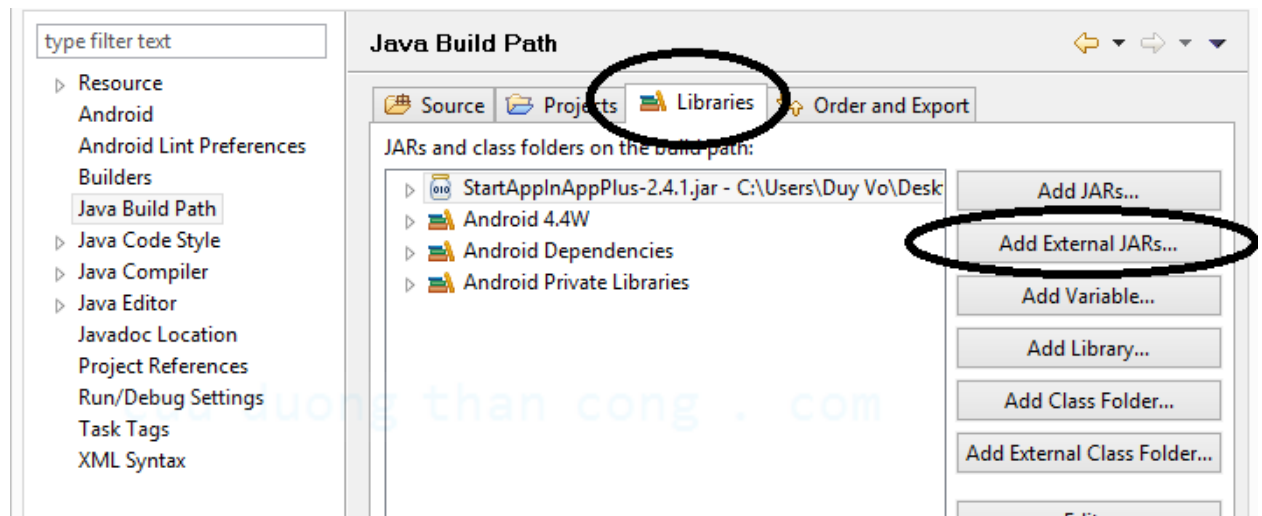 type filter text
Resource
Android
Android Lint Preferences
Builders
Java Build Path
Java Code Style
Java Compiler
Java Editor
Javadoc Location
Project References
Run/Debug Settings
Task Tags
XML Syntax
Java Build Path
Source Projects Libraries Order and Export
JARs and class folders on the build path:
StartAppInAppPlus-2.4.1.jar - C:\Users\Duy Vo\Desk
Android 4.4W
Android Dependencies
Android Private Libraries
Add JARs...
Add External JARs...
Add Variable...
Add Library...
Add Class Folder...
Add External Class Folder...
cuu duong than cong . com